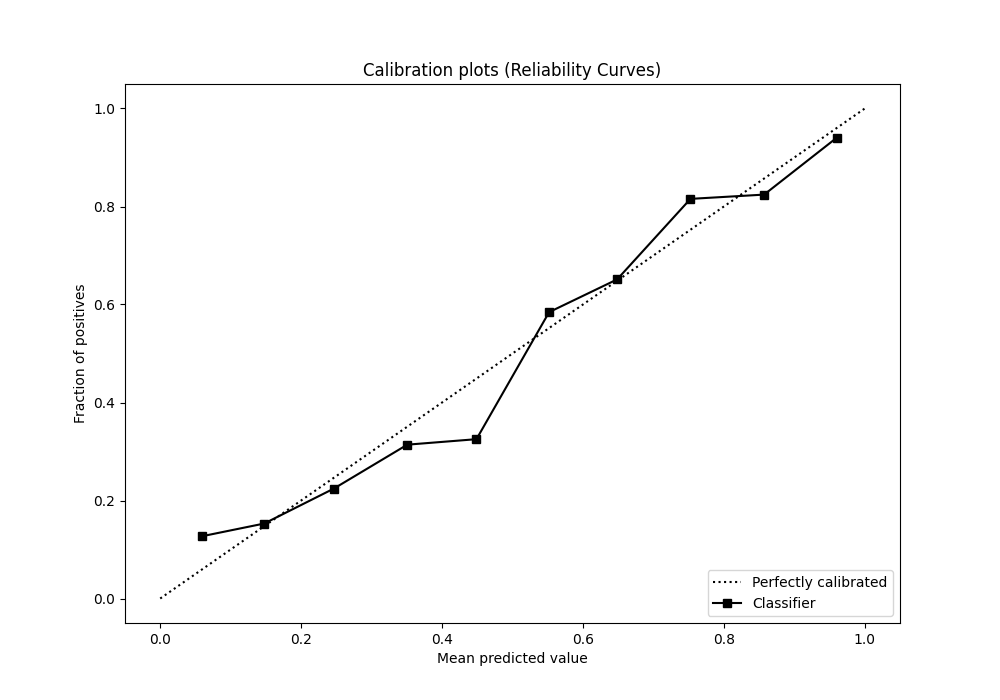 Calibration plots (Reliability Curves)
Fraction of positives
1.0
0.8
0.6
0.4
0.2
0.0
0.0 0.2 0.4 0.6 0.8 1.0
Mean predicted value
Perfectly calibrated
Classifier